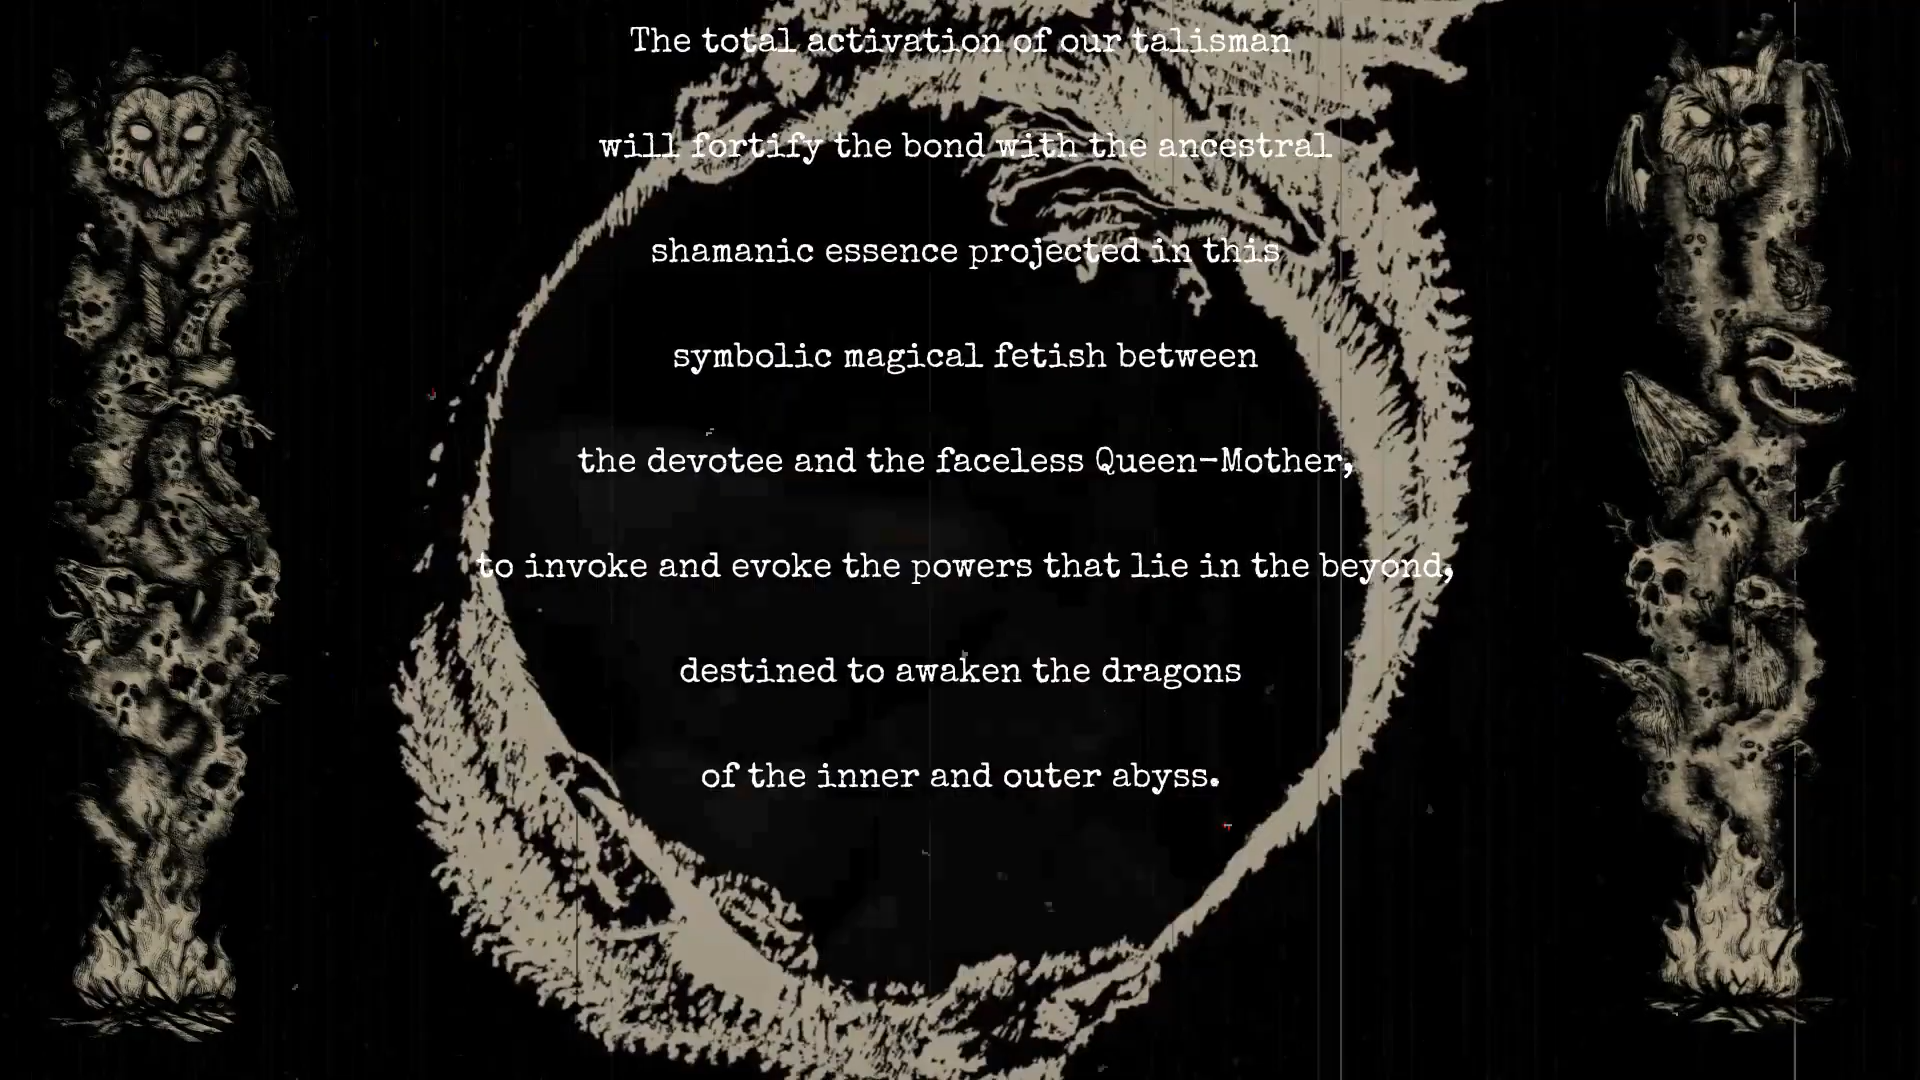 The total activation of our talisman
will fortify the bond with the ancestral
shamanic essence projected in this
symbolic magical fetish between
the devotee and the faceless Queen-Mother,
to invoke and evoke the powers that lie in the beyond,
destined to awaken the dragons
of the inner and outer abyss.